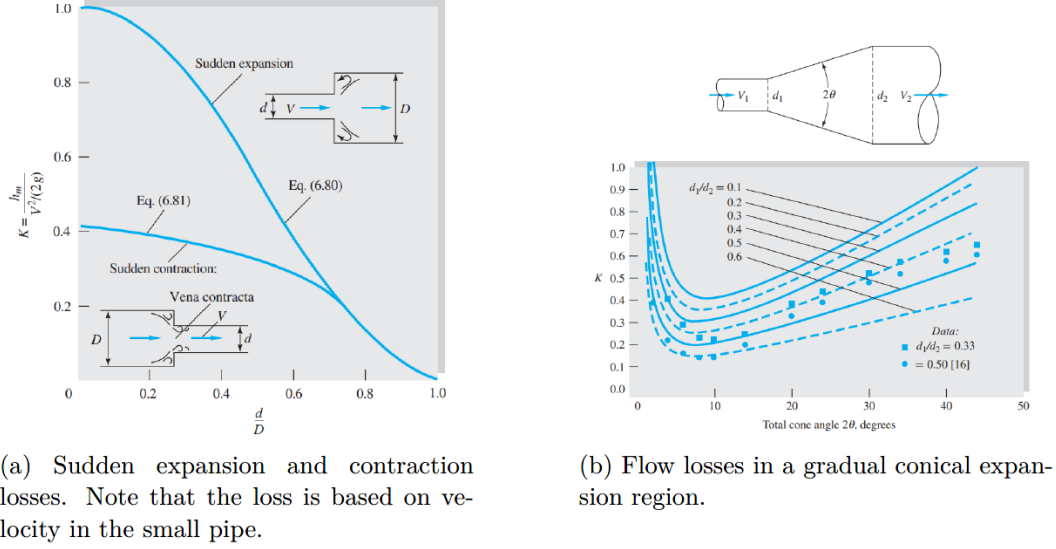 1.0
0.8
0.6
0.4
0.2
K = h_m / V²/(2g)
Sudden expansion
d V D
Eq. (6.80)
Eq. (6.81)
Sudden contraction:
Vena contracta
V
D d
0 0.2 0.4 0.6 0.8 1.0
d
D
(a) Sudden expansion and contraction
losses. Note that the loss is based on ve-
locity in the small pipe.
V₁ d₁ 2θ d₂ V₂
1.0
0.9
0.8
0.7
0.6
0.5
0.4
0.3
0.2
0.1
0.0
K
d₁/d₂ = 0.1
0.2
0.3
0.4
0.5
0.6
Data:
d₁/d₂ = 0.33
= 0.50 [16]
0 10 20 30 40 50
Total cone angle 2θ, degrees
(b) Flow losses in a gradual conical expan-
sion region.